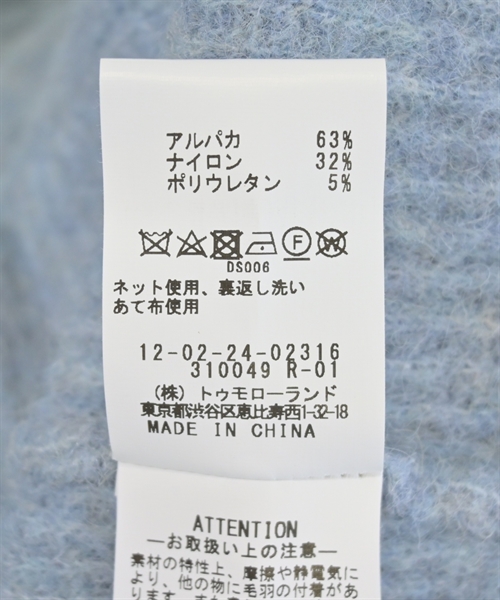 アルパカ 63%
ナイロン 32%
ポリウレタン 5%
F W
DS006
ネット使用、裏返し洗い
あて布使用
12-02-24-02316
310049 R-01
(株) トゥモローランド
東京都渋谷区恵比寿西1-32-18
MADE IN CHINA
ATTENTION
―お取扱い上の注意―
素材の特性上、摩擦や静電気に
より、他の物に毛羽の付着があ